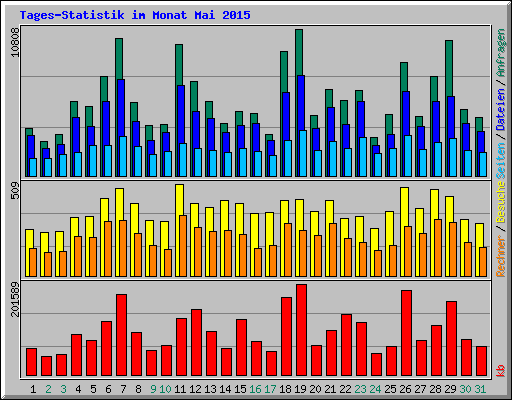 Tages-Statistik im Monat Mai 2015
10808
509
201589
Rechner / Besuche Seiten / Dateien / Anfragen
kb
1 2 3 4 5 6 7 8 9 10 11 12 13 14 15 16 17 18 19 20 21 22 23 24 25 26 27 28 29 30 31